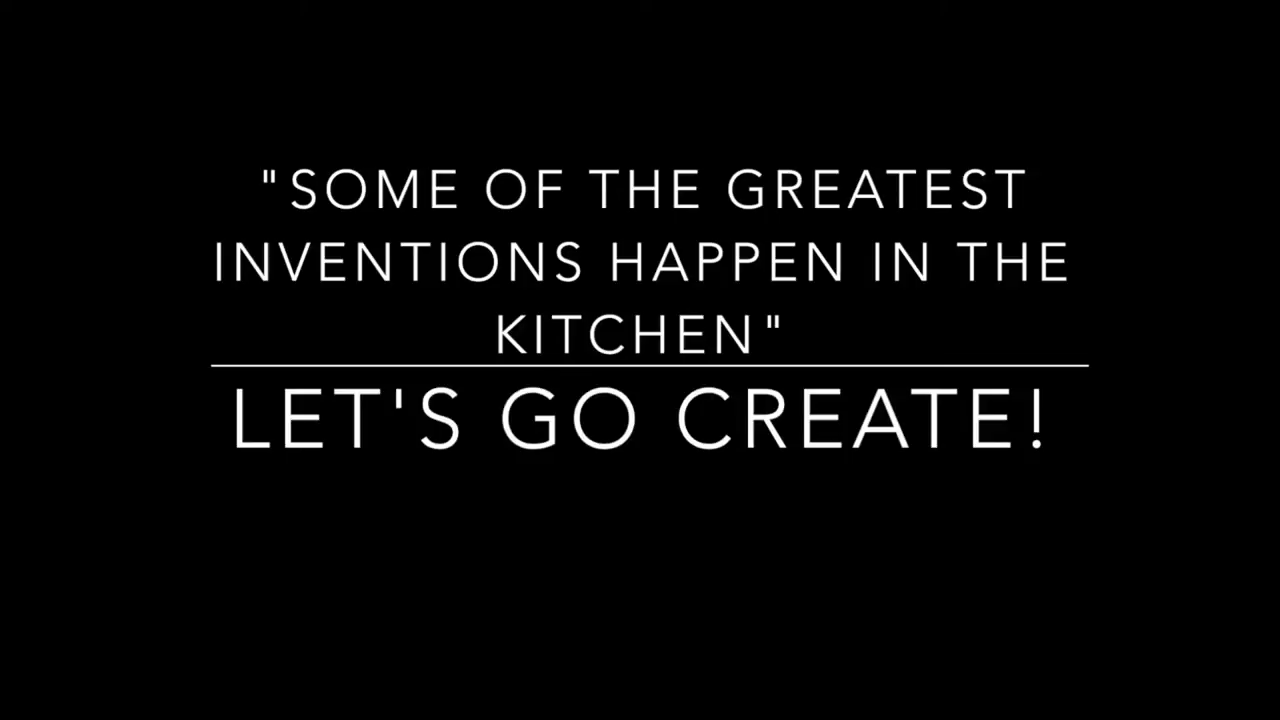 "SOME OF THE GREATEST
INVENTIONS HAPPEN IN THE
KITCHEN"
LET'S GO CREATE!